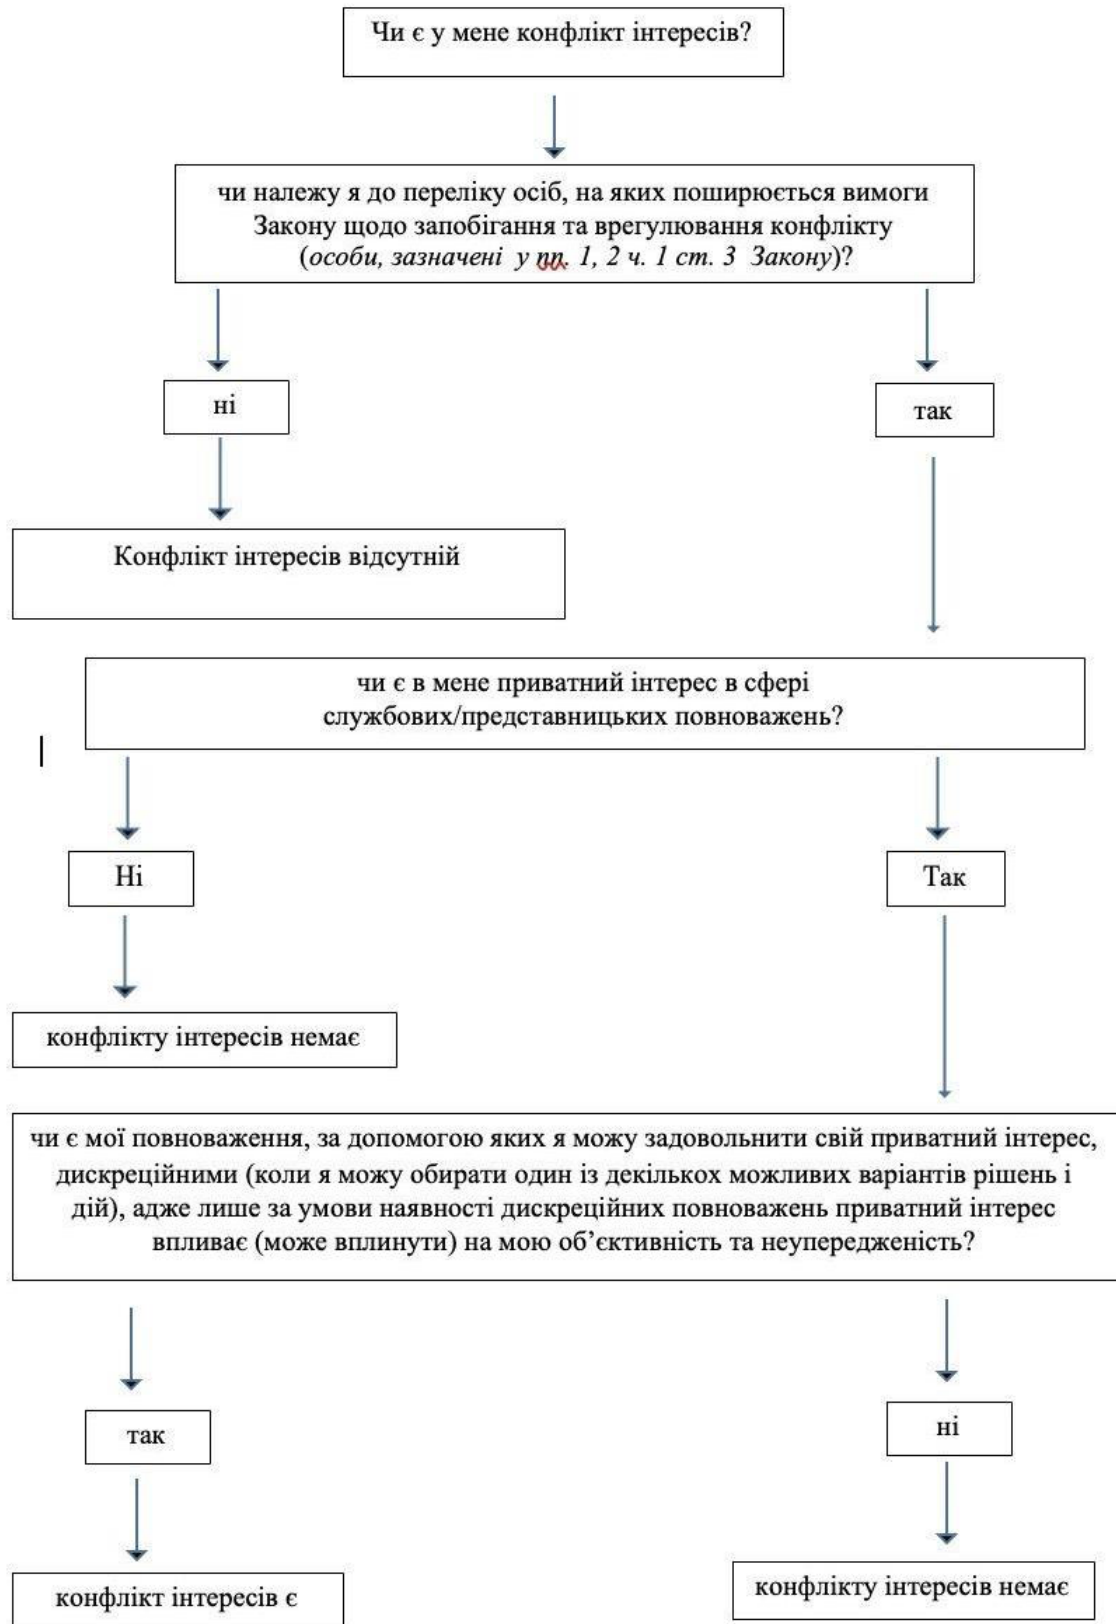 Чи є у мене конфлікт інтересів?
чи належу я до переліку осіб, на яких поширюється вимоги
Закону щодо запобігання та врегулювання конфлікту
(особи, зазначені у пп. 1, 2 ч. 1 ст. 3 Закону)?
ні
так
Конфлікт інтересів відсутній
чи є в мене приватний інтерес в сфері
службових/представницьких повноважень?
Ні
Так
конфлікту інтересів немає
чи є мої повноваження, за допомогою яких я можу задовольнити свій приватний інтерес,
дискреційними (коли я можу обирати один із декількох можливих варіантів рішень і
дій), адже лише за умови наявності дискреційних повноважень приватний інтерес
впливає (може вплинути) на мою об’єктивність та неупередженість?
так
ні
конфлікт інтересів є
конфлікту інтересів немає